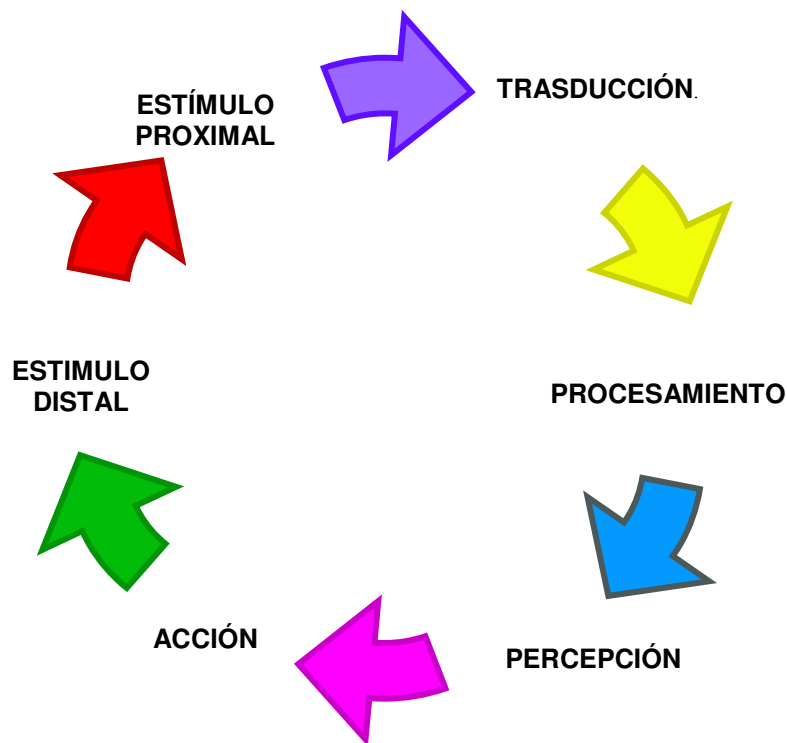 ESTÍMULO
PROXIMAL
TRASDUCCIÓN.
PROCESAMIENTO
PERCEPCIÓN
ACCIÓN
ESTIMULO
DISTAL